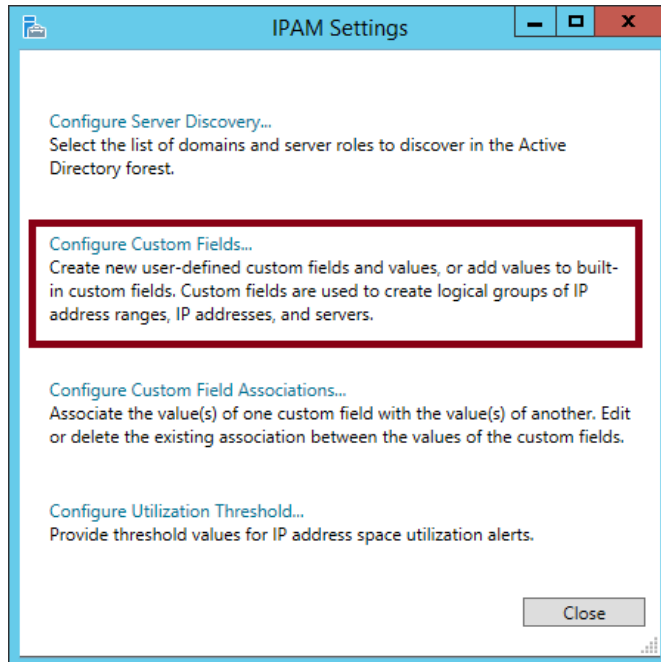 IPAM Settings
Configure Server Discovery...
Select the list of domains and server roles to discover in the Active
Directory forest.
Configure Custom Fields...
Create new user-defined custom fields and values, or add values to built-
in custom fields. Custom fields are used to create logical groups of IP
address ranges, IP addresses, and servers.
Configure Custom Field Associations...
Associate the value(s) of one custom field with the value(s) of another. Edit
or delete the existing association between the values of the custom fields.
Configure Utilization Threshold...
Provide threshold values for IP address space utilization alerts.
Close